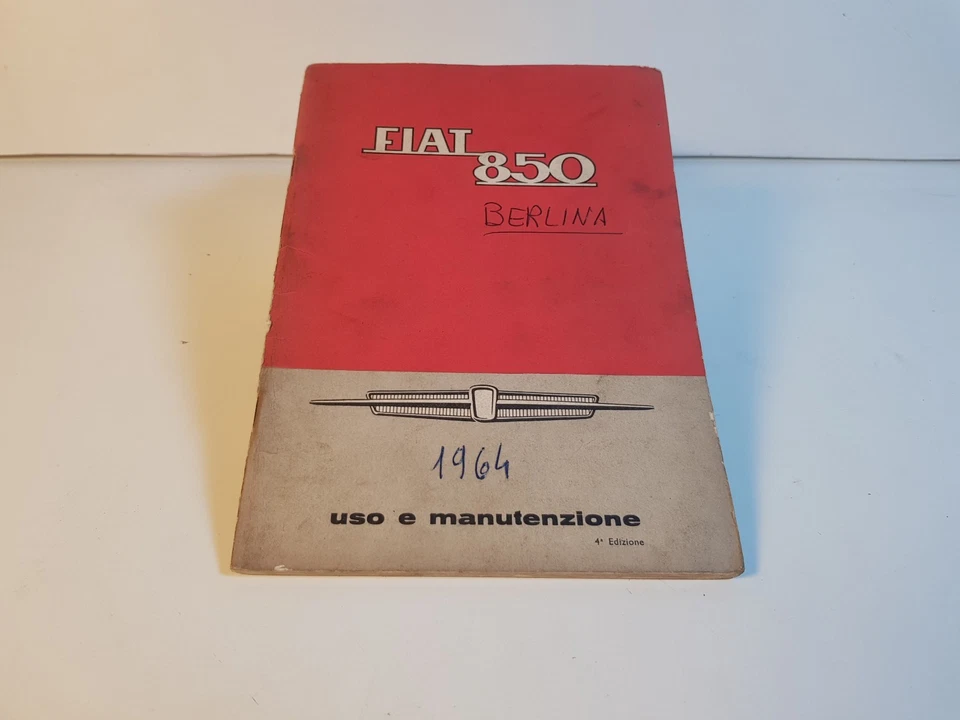 FIAT
850
BERLINA
1964
uso e manutenzione
4ª Edizione